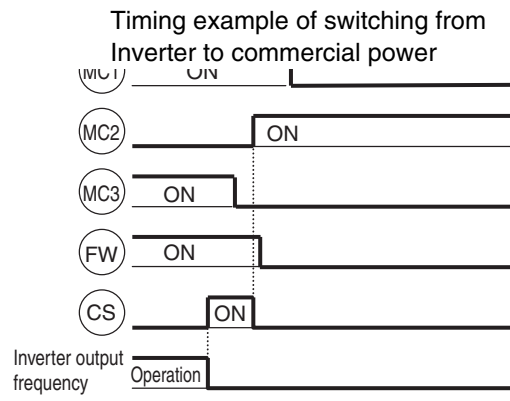 Timing example of switching from
Inverter to commercial power
MC1 ON
MC2 ON
MC3 ON
FW ON
CS ON
Inverter output
frequency Operation